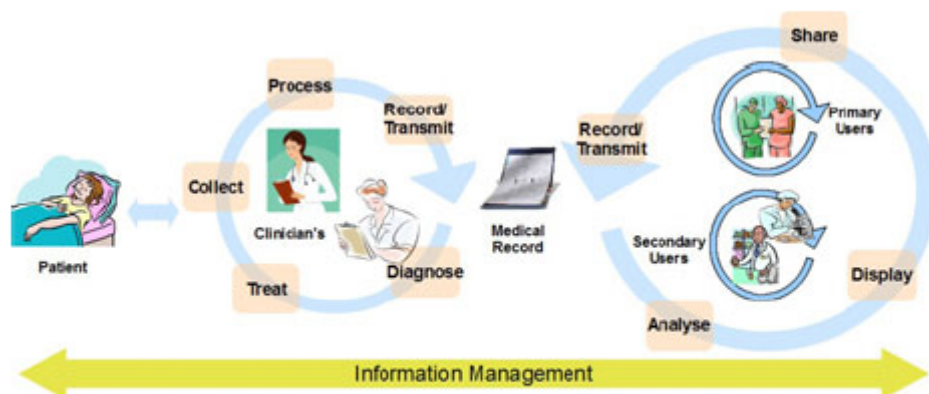 Share
Process
Record/
Transmit
Record/
Transmit
Primary
Users
Collect
Clinician's
Medical
Record
Secondary
Users
Patient
Diagnose
Display
Treat
Analyse
Information Management